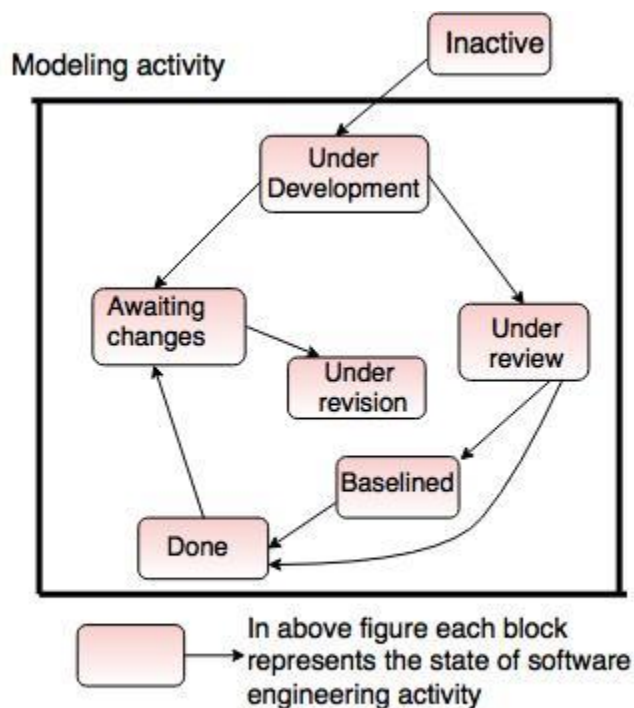 Inactive
Modeling activity
Under
Development
Awaiting
changes
Under
review
Under
revision
Baselined
Done
In above figure each block
represents the state of software
engineering activity